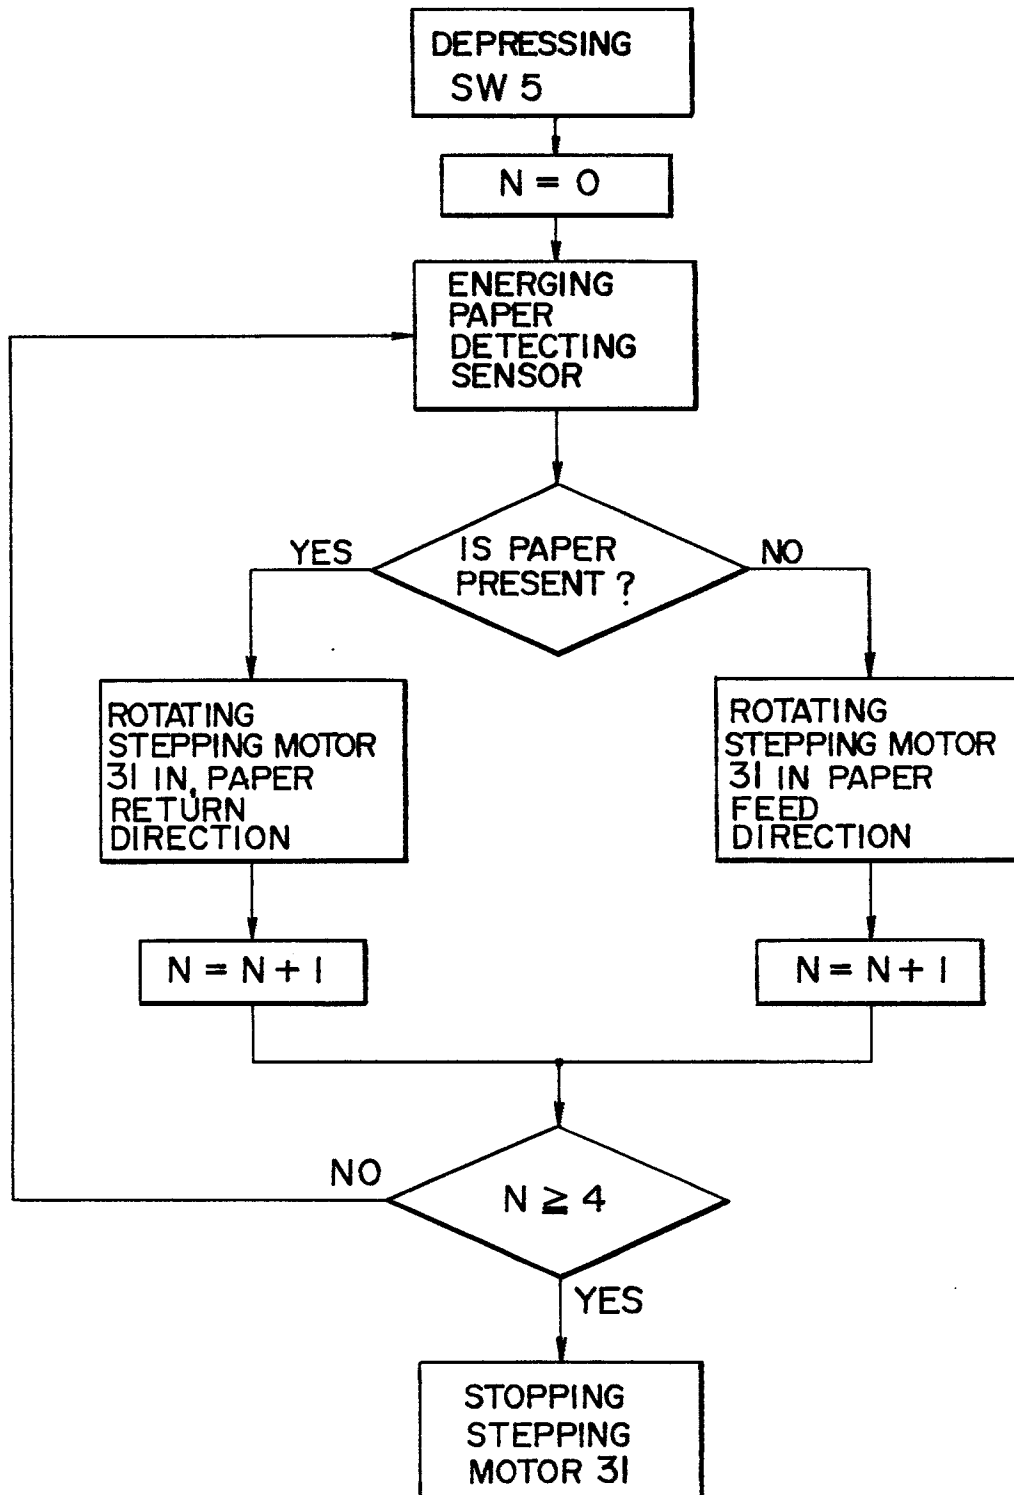 DEPRESSING
SW 5
N = 0
ENERGING
PAPER
DETECTING
SENSOR
YES
IS PAPER
PRESENT ?
NO
ROTATING
STEPPING MOTOR
31 IN, PAPER
RETURN
DIRECTION
ROTATING
STEPPING MOTOR
31 IN PAPER
FEED
DIRECTION
N = N + 1
N = N + 1
NO
N ≧ 4
YES
STOPPING
STEPPING
MOTOR 31